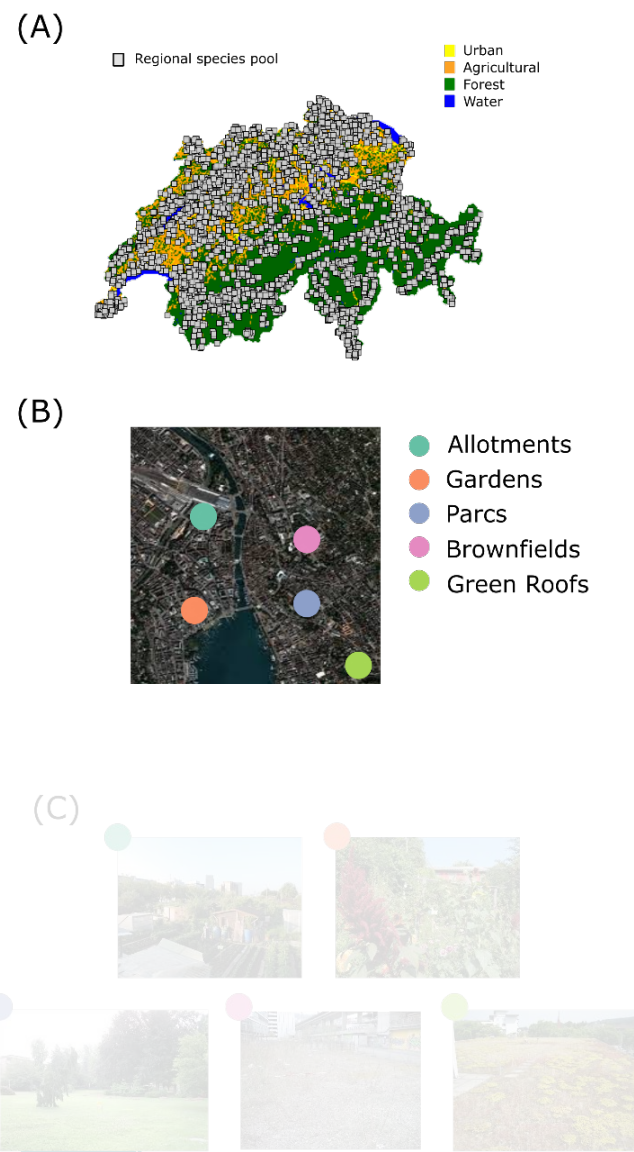 (A)
Regional species pool
Urban
Agricultural
Forest
Water
(B)
Allotments
Gardens
Parcs
Brownfields
Green Roofs
(C)